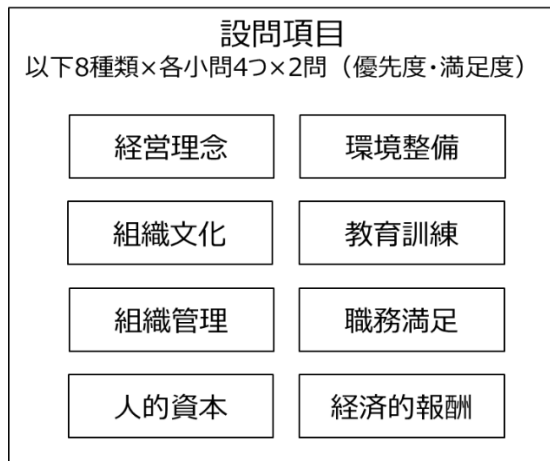 設問項目
以下8種類×各小問4つ×2問（優先度・満足度）
経営理念
環境整備
組織文化
教育訓練
組織管理
職務満足
人的資本
経済的報酬